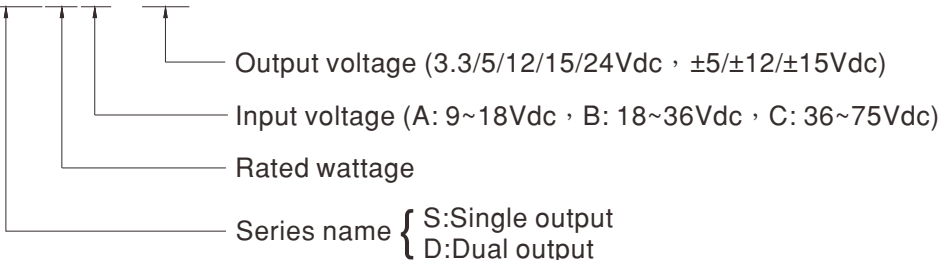 Output voltage (3.3/5/12/15/24Vdc，±5/±12/±15Vdc)
Input voltage (A: 9~18Vdc，B: 18~36Vdc，C: 36~75Vdc)
Rated wattage
Series name { S:Single output
D:Dual output